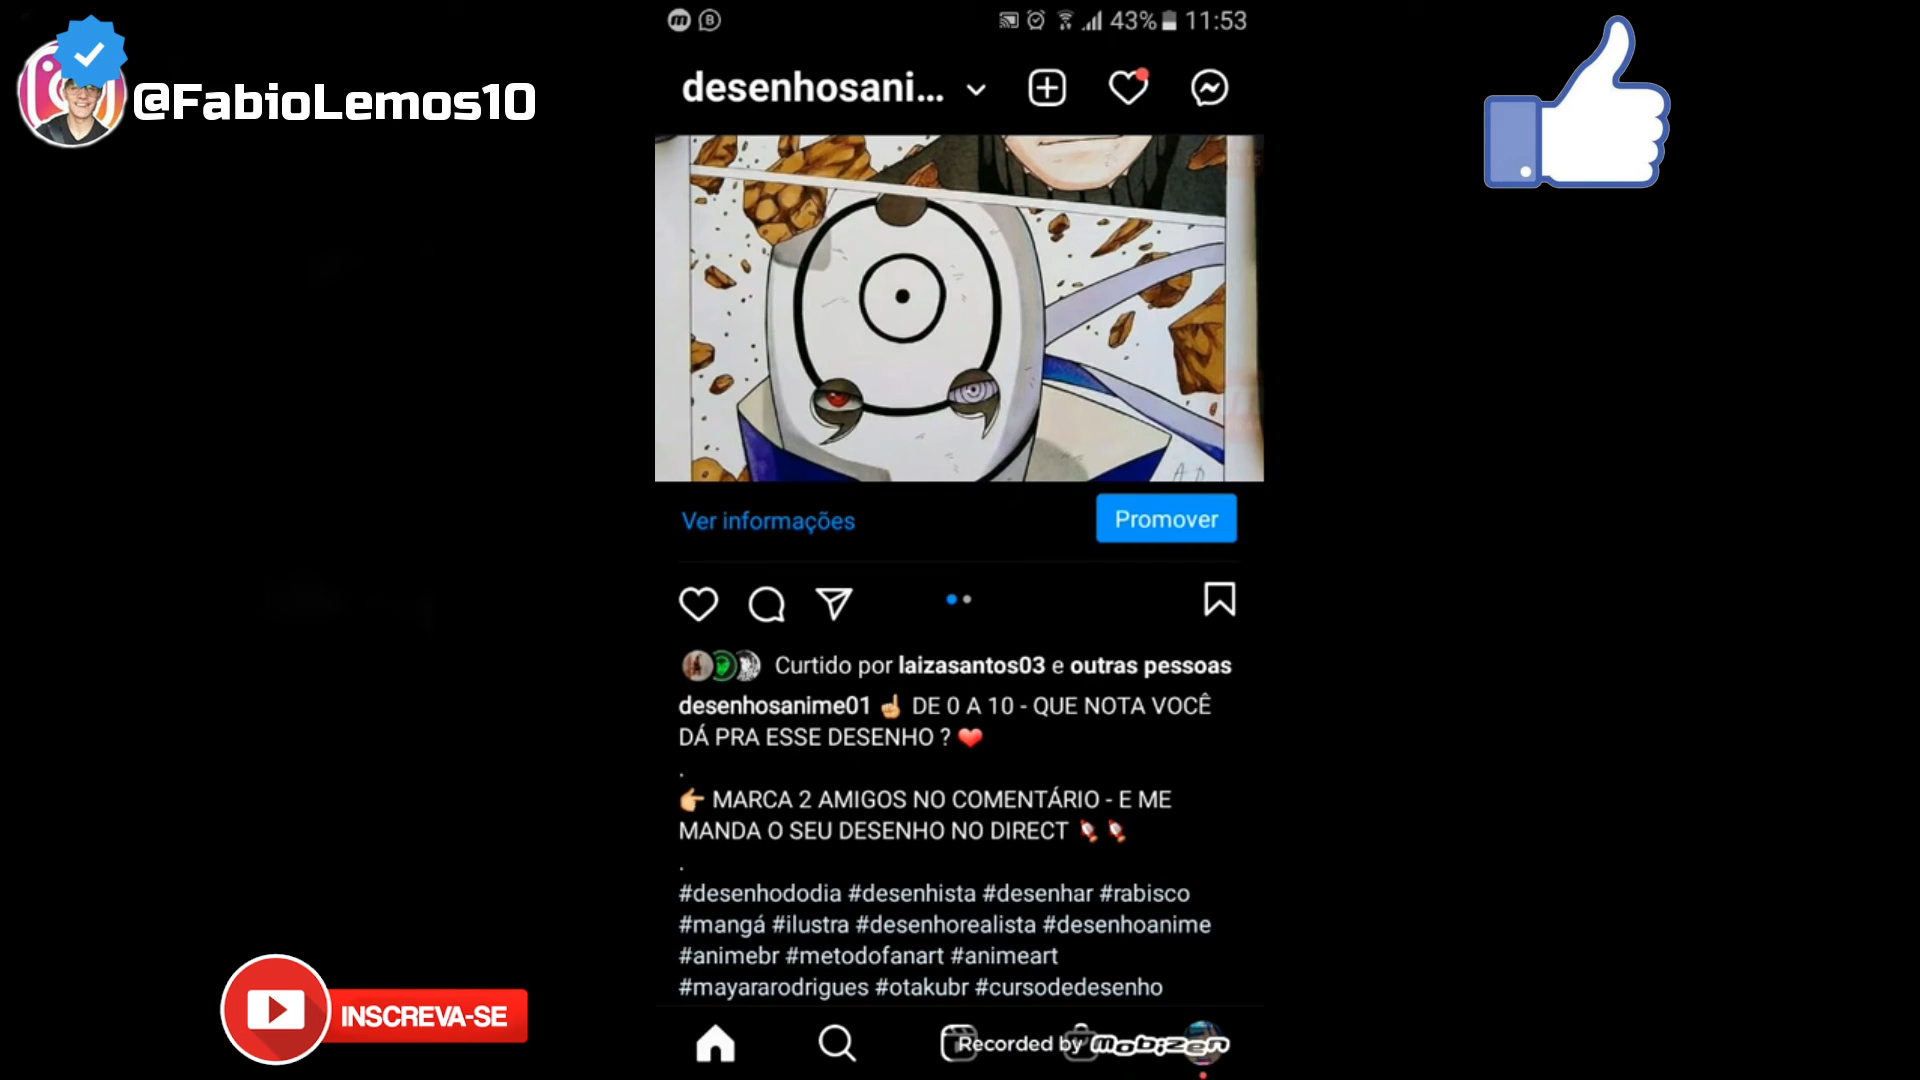 @FabioLemos10
43% 11:53
desenhosani...
Ver informações
Promover
Curtido por laizasantos03 e outras pessoas
desenhosanime01 ☝ DE 0 A 10 - QUE NOTA VOCÊ
DÁ PRA ESSE DESENHO ? ❤
.
👉 MARCA 2 AMIGOS NO COMENTÁRIO - E ME
MANDA O SEU DESENHO NO DIRECT 🚀🚀
.
#desenhododia #desenhista #desenhar #rabisco
#mangá #ilustra #desenhorealista #desenhoanime
#animebr #metodofanart #animeart
#mayararodrigues #otakubr #cursodedesenho
INSCREVA-SE
Recorded by Mobizen